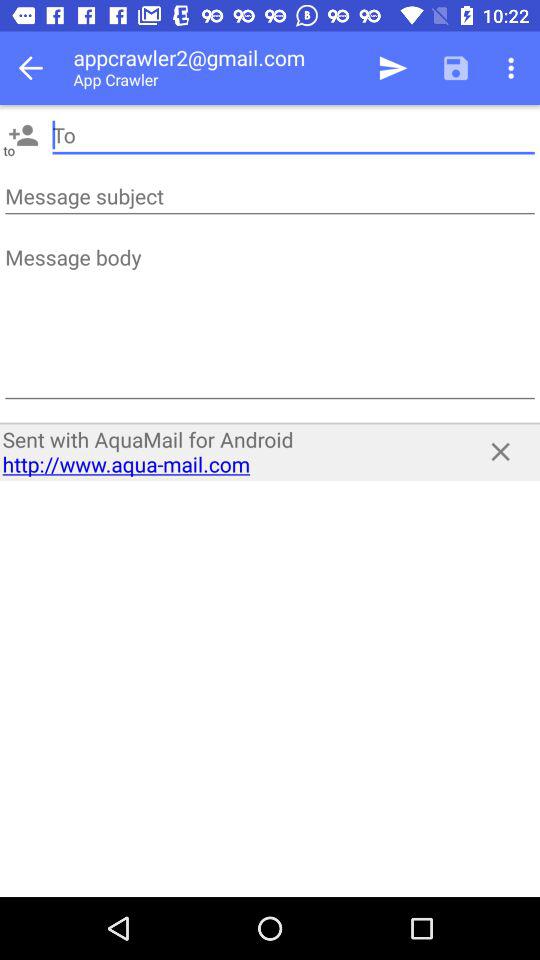 10:22
appcrawler2@gmail.com
App Crawler
to
To
Message subject
Message body
Sent with AquaMail for Android
http://www.aqua-mail.com